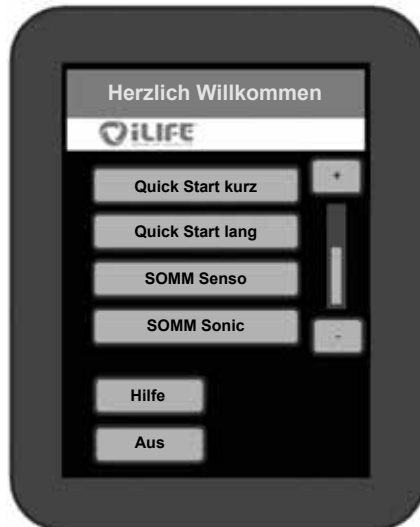 Herzlich Willkommen
iLIFE
Quick Start kurz
+
Quick Start lang
SOMM Senso
SOMM Sonic
-
Hilfe
Aus